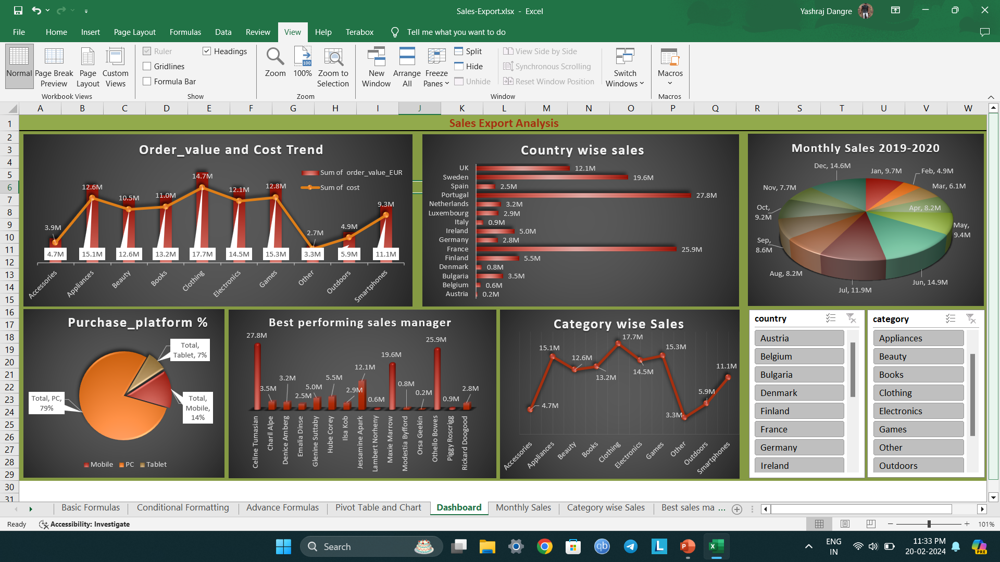 Sales-Export.xlsx - Excel
Yashraj Dangre
File Home Insert Page Layout Formulas Data Review View Help Terabox Tell me what you want to do
Normal
Page Break Preview
Page Layout
Custom Views
Workbook Views
Ruler
Gridlines
Formula Bar
Headings
Show
Zoom
100
100%
Zoom to Selection
Zoom
New Window
Arrange All
Freeze Panes
Split
Hide
Unhide
View Side by Side
Synchronous Scrolling
Reset Window Position
Switch Windows
Window
Macros
Macros
A B C D E F G H I J K L M N O P Q R S T U V W
1
2
3
4
5
6
7
8
9
10
11
12
13
14
15
16
17
18
19
20
21
22
23
24
25
26
27
28
29
30
31
Sales Export Analysis
Order_value and Cost Trend
Sum of order_value_EUR
Sum of cost
3.9M 12.6M 10.5M 11.0M 14.7M 12.1M 12.8M 2.7M 4.9M 9.3M
4.7M 15.1M 12.6M 13.2M 17.7M 14.5M 15.3M 3.3M 5.9M 11.1M
Accessories Appliances Beauty Books Clothing Electronics Games Other Outdoors Smartphones
Country wise sales
UK 12.1M
Sweden 19.6M
Spain 2.5M
Portugal 27.8M
Netherlands 3.2M
Luxembourg 2.9M
Italy 0.9M
Ireland 5.0M
Germany 2.8M
France 25.9M
Finland 5.5M
Denmark 0.8M
Bulgaria 3.5M
Belgium 0.6M
Austria 0.2M
Monthly Sales 2019-2020
Jan, 9.7M
Feb, 4.9M
Mar, 6.1M
Apr, 8.2M
May, 9.4M
Jun, 14.9M
Jul, 11.9M
Aug, 8.2M
Sep, 8.6M
Oct, 9.2M
Nov, 7.7M
Dec, 14.6M
Purchase_platform %
Total, Tablet, 7%
Total, PC, 79%
Total, Mobile, 14%
Mobile PC Tablet
Best performing sales manager
27.8M 3.5M 3.2M 2.5M 5.0M 5.5M 2.9M 12.1M 0.6M 19.6M 0.8M 0.2M 25.9M 0.9M 2.8M
Celine Tumasian
Charil Alpe
Denice Amberg
Emalia Dinse
Glenine Suttaby
Hube Corey
Ilsa Kob
Jessamine Apark
Lambert Norheny
Maxie Marrow
Modestia Byfford
Orsa Geekin
Othello Bowes
Piggy Roscrigg
Rickard Doogood
Category wise Sales
4.7M 15.1M 12.6M 13.2M 17.7M 14.5M 15.3M 3.3M 5.9M 11.1M
Accessories Appliances Beauty Books Clothing Electronics Games Other Outdoors Smartphones
country
Austria
Belgium
Bulgaria
Denmark
Finland
France
Germany
Ireland
category
Appliances
Beauty
Books
Clothing
Electronics
Games
Other
Outdoors
Basic Formulas Conditional Formatting Advance Formulas Pivot Table and Chart Dashboard Monthly Sales Category wise Sales Best sales ma ...
Ready Accessibility: Investigate 101%
Search
qb
L
P
X
PRE
ENG
IN
11:33 PM
20-02-2024